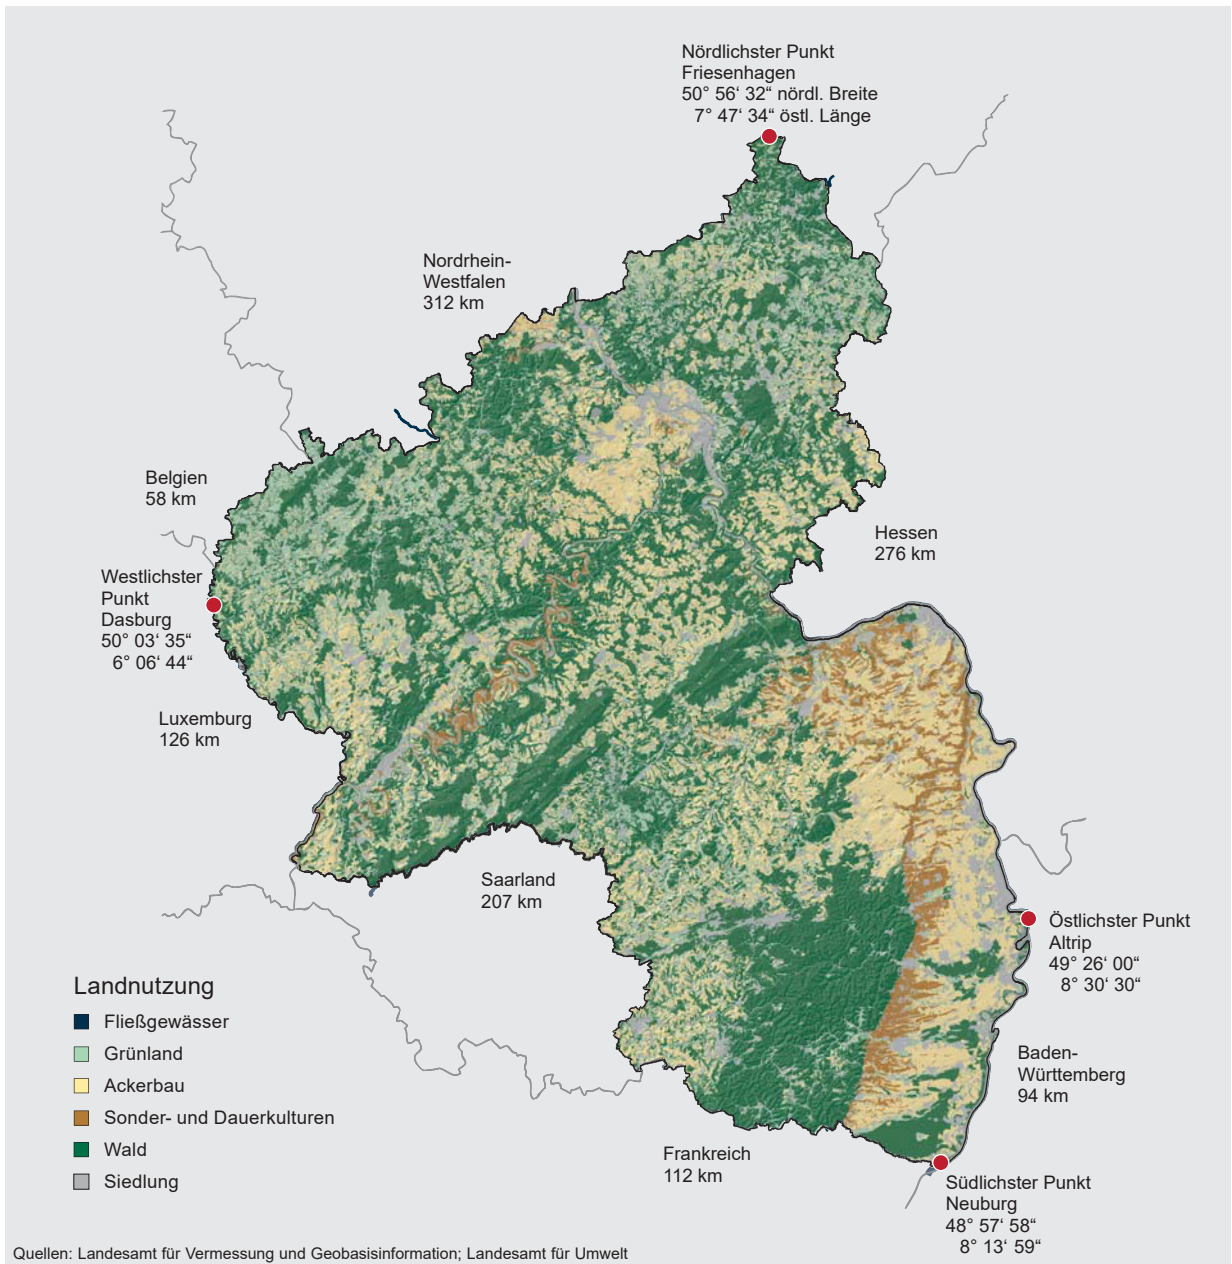 Nördlichster Punkt
Friesenhagen
50° 56‘ 32“ nördl. Breite
7° 47‘ 34“ östl. Länge
Nordrhein-
Westfalen
312 km
Belgien
58 km
Hessen
276 km
Westlichster
Punkt
Dasburg
50° 03‘ 35“
6° 06‘ 44“
Luxemburg
126 km
Saarland
207 km
Östlichster Punkt
Altrip
49° 26‘ 00“
8° 30‘ 30“
Landnutzung
Fließgewässer
Grünland
Ackerbau
Sonder- und Dauerkulturen
Wald
Siedlung
Baden-
Württemberg
94 km
Frankreich
112 km
Südlichster Punkt
Neuburg
48° 57‘ 58“
8° 13‘ 59“
Quellen: Landesamt für Vermessung und Geobasisinformation; Landesamt für Umwelt